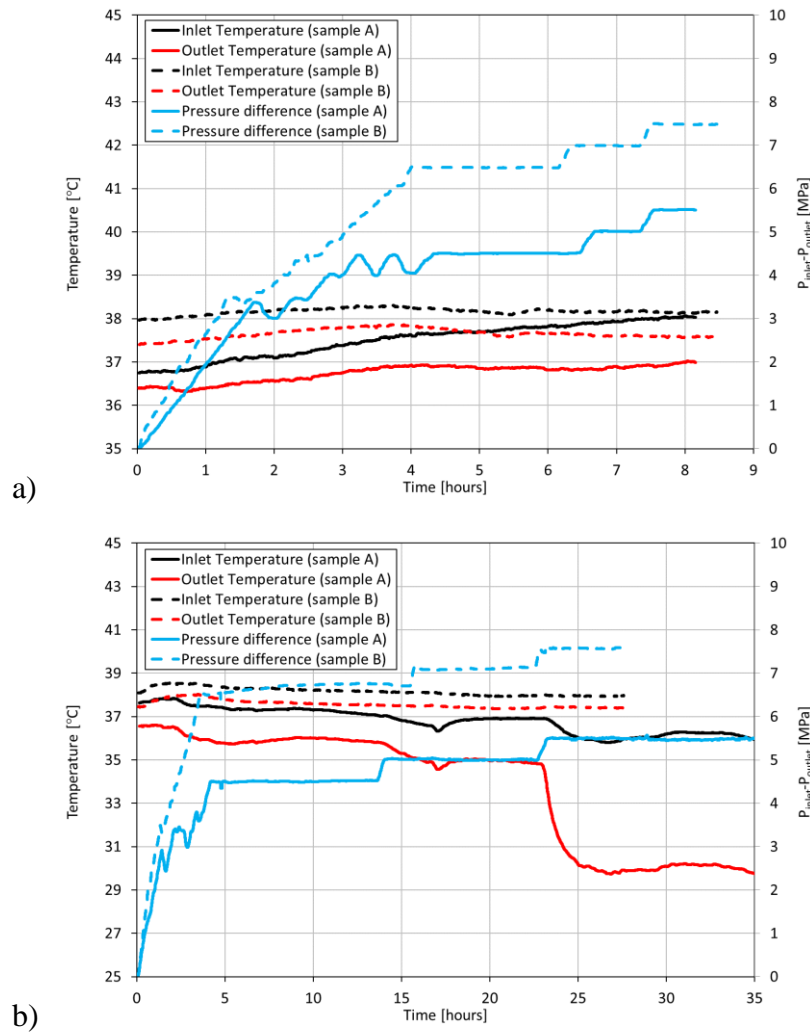 45
44
43
42
41
40
39
38
37
36
35
Temperature [°C]
Inlet Temperature (sample A)
Outlet Temperature (sample A)
Inlet Temperature (sample B)
Outlet Temperature (sample B)
Pressure difference (sample A)
Pressure difference (sample B)
10
9
8
7
6
5
4
3
2
1
0
P_inlet-P_outlet [MPa]
0 1 2 3 4 5 6 7 8 9
Time [hours]
a)
45
43
41
39
37
35
33
31
29
27
25
Temperature [°C]
Inlet Temperature (sample A)
Outlet Temperature (sample A)
Inlet Temperature (sample B)
Outlet Temperature (sample B)
Pressure difference (sample A)
Pressure difference (sample B)
10
9
8
7
6
5
4
3
2
1
0
P_inlet-P_outlet [MPa]
0 5 10 15 20 25 30 35
Time [hours]
b)